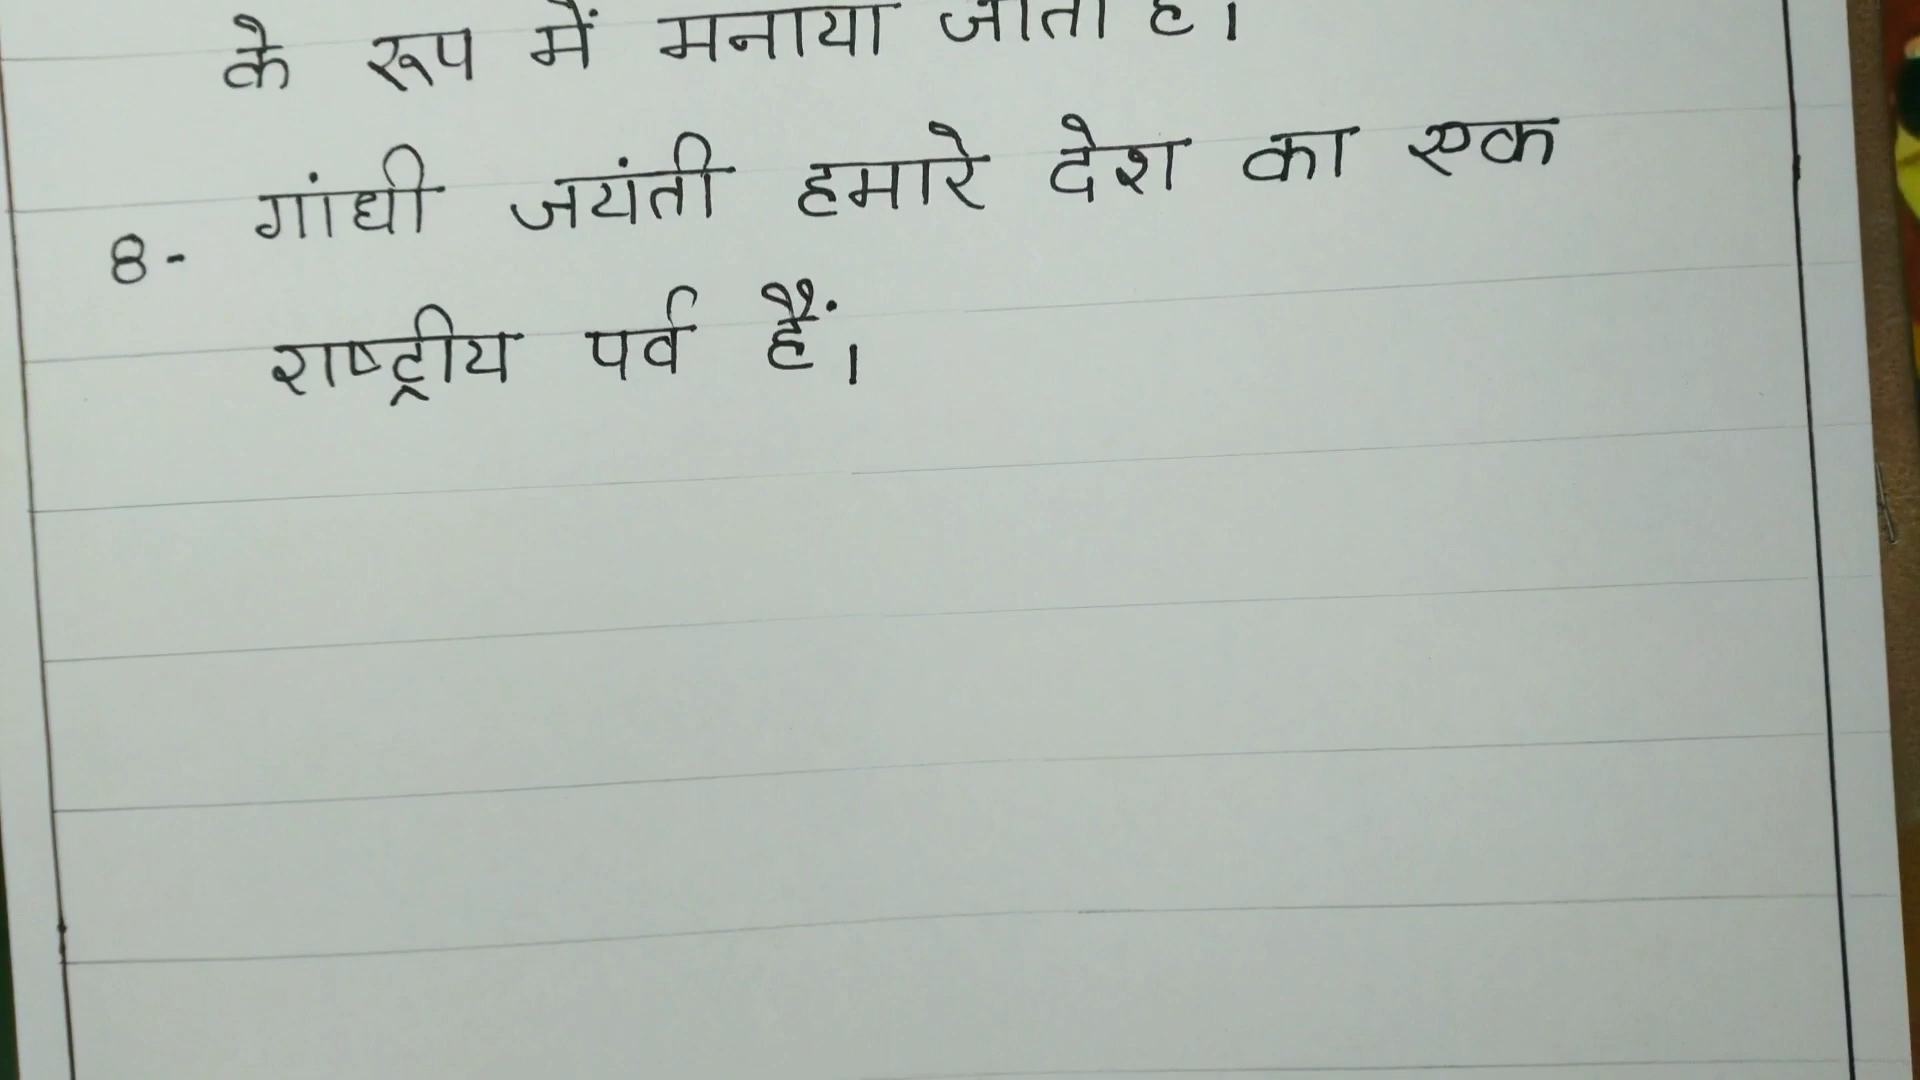 के रूप में मनाया जाता है।
8- गांधी जयंती हमारे देश का एक
राष्ट्रीय पर्व हैं।